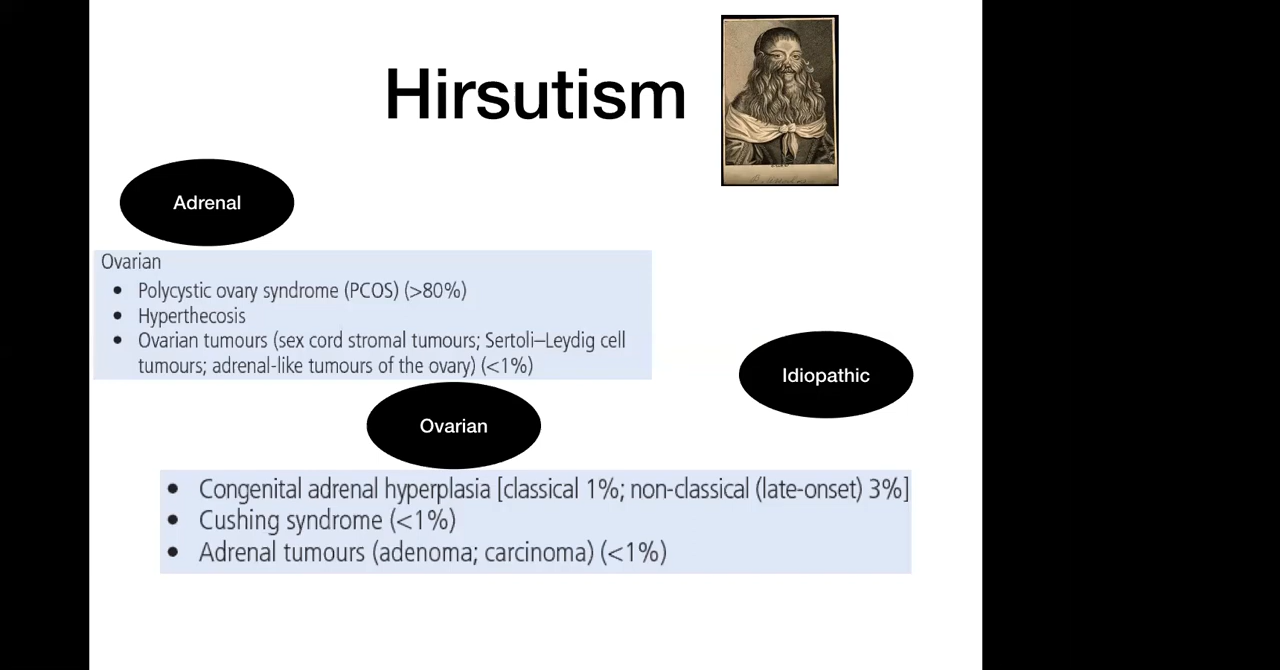 Hirsutism
Adrenal
Ovarian
• Polycystic ovary syndrome (PCOS) (>80%)
• Hyperthecosis
• Ovarian tumours (sex cord stromal tumours; Sertoli–Leydig cell
tumours; adrenal-like tumours of the ovary) (<1%)
Idiopathic
Ovarian
• Congenital adrenal hyperplasia [classical 1%; non-classical (late-onset) 3%]
• Cushing syndrome (<1%)
• Adrenal tumours (adenoma; carcinoma) (<1%)